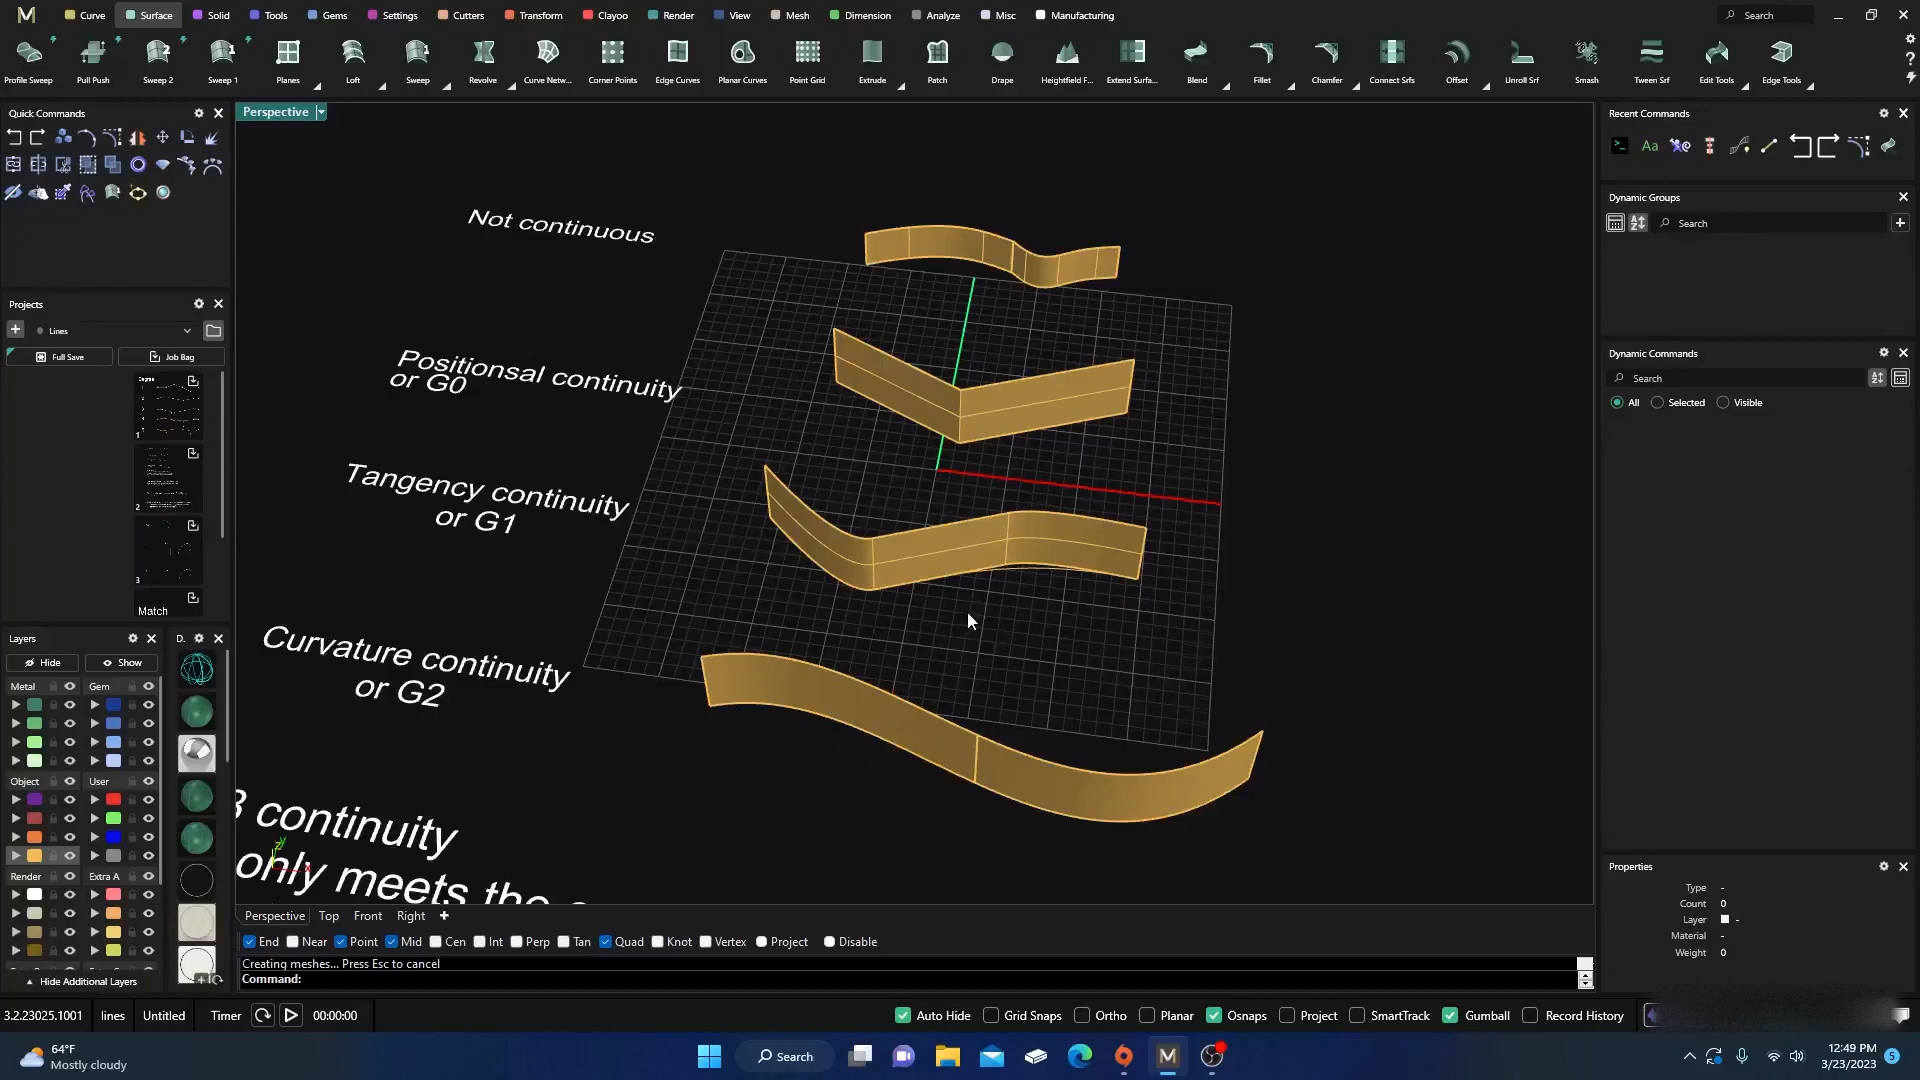 Curve Surface Solid Tools Gems Settings Cutters Transform Clayoo Render View Mesh Dimension Analyze Misc Manufacturing Search
Profile Sweep Pull Push Sweep 2 Sweep 1 Planes Loft Sweep Revolve Curve Netw... Corner Points Edge Curves Planar Curves Point Grid Extrude Patch Drape Heightfield F... Extend Surfa... Blend Fillet Chamfer Connect Srfs Offset Unroll Srf Smash Tween Srf Edit Tools Edge Tools
Quick Commands
Perspective
Recent Commands
Dynamic Groups
Search
Not continuous
Projects
Lines
Full Save Job Bag
Dynamic Commands
Search
All Selected Visible
Positionsal continuity
or G0
1
2
3
Match
Tangency continuity
or G1
Layers
D.
Hide Show
Metal Gem
Object User
Render Extra A
Hide Additional Layers
Curvature continuity
or G2
continuity
only meets the
Properties
Type -
Count 0
Layer -
Material -
Weight 0
Perspective Top Front Right
End Near Point Mid Cen Int Perp Tan Quad Knot Vertex Project Disable
Creating meshes... Press Esc to cancel
Command:
3.2.23025.1001 lines Untitled Timer 00:00:00 Auto Hide Grid Snaps Ortho Planar Osnaps Project SmartTrack Gumball Record History
64°F
Mostly cloudy
Search
12:49 PM
3/23/2023
5